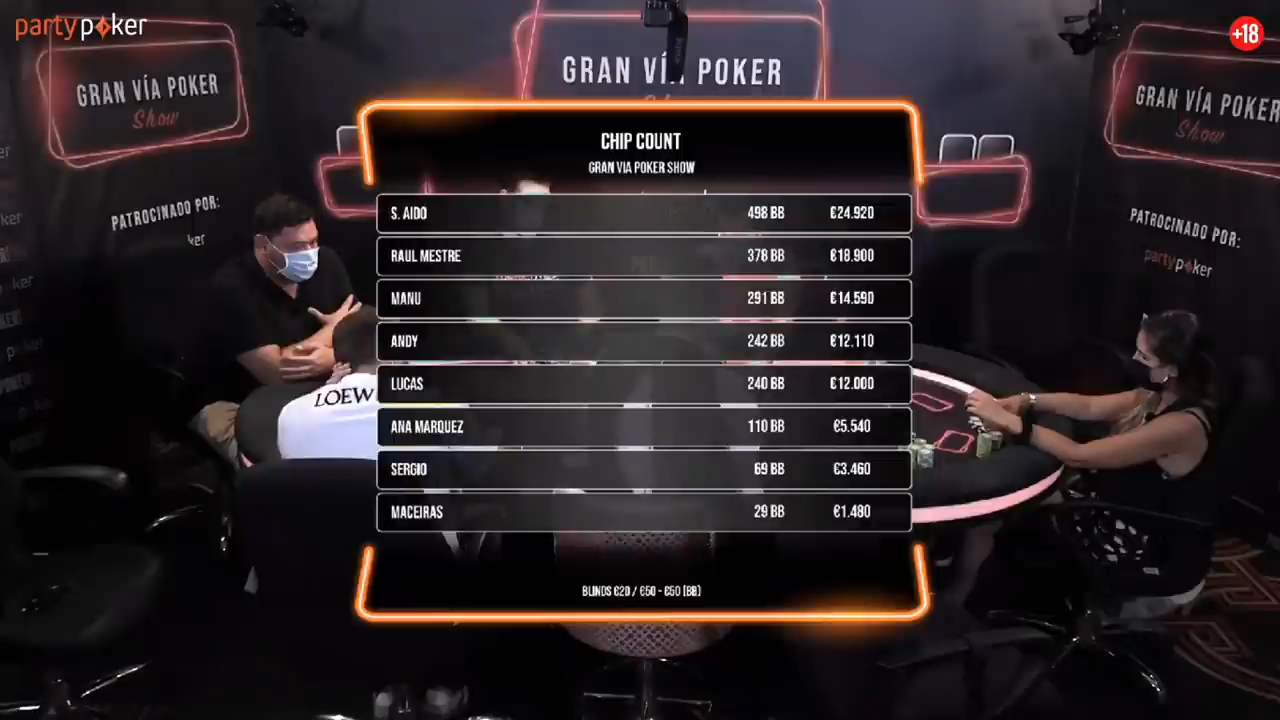 partypoker
+18
GRAN VÍA POKER
Show
GRAN VÍA POKER
GRAN VÍA POKER
Show
PATROCINADO POR:
ker
PATROCINADO POR:
partypoker
LOEW
CHIP COUNT
GRAN VIA POKER SHOW
S. AIDO 498 BB €24.920
RAUL MESTRE 378 BB €18.900
MANU 291 BB €14.590
ANDY 242 BB €12.110
LUCAS 240 BB €12.000
ANA MARQUEZ 110 BB €5.540
SERGIO 69 BB €3.460
MACEIRAS 29 BB €1.480
BLINDS €20 / €50 - €50 (BB)